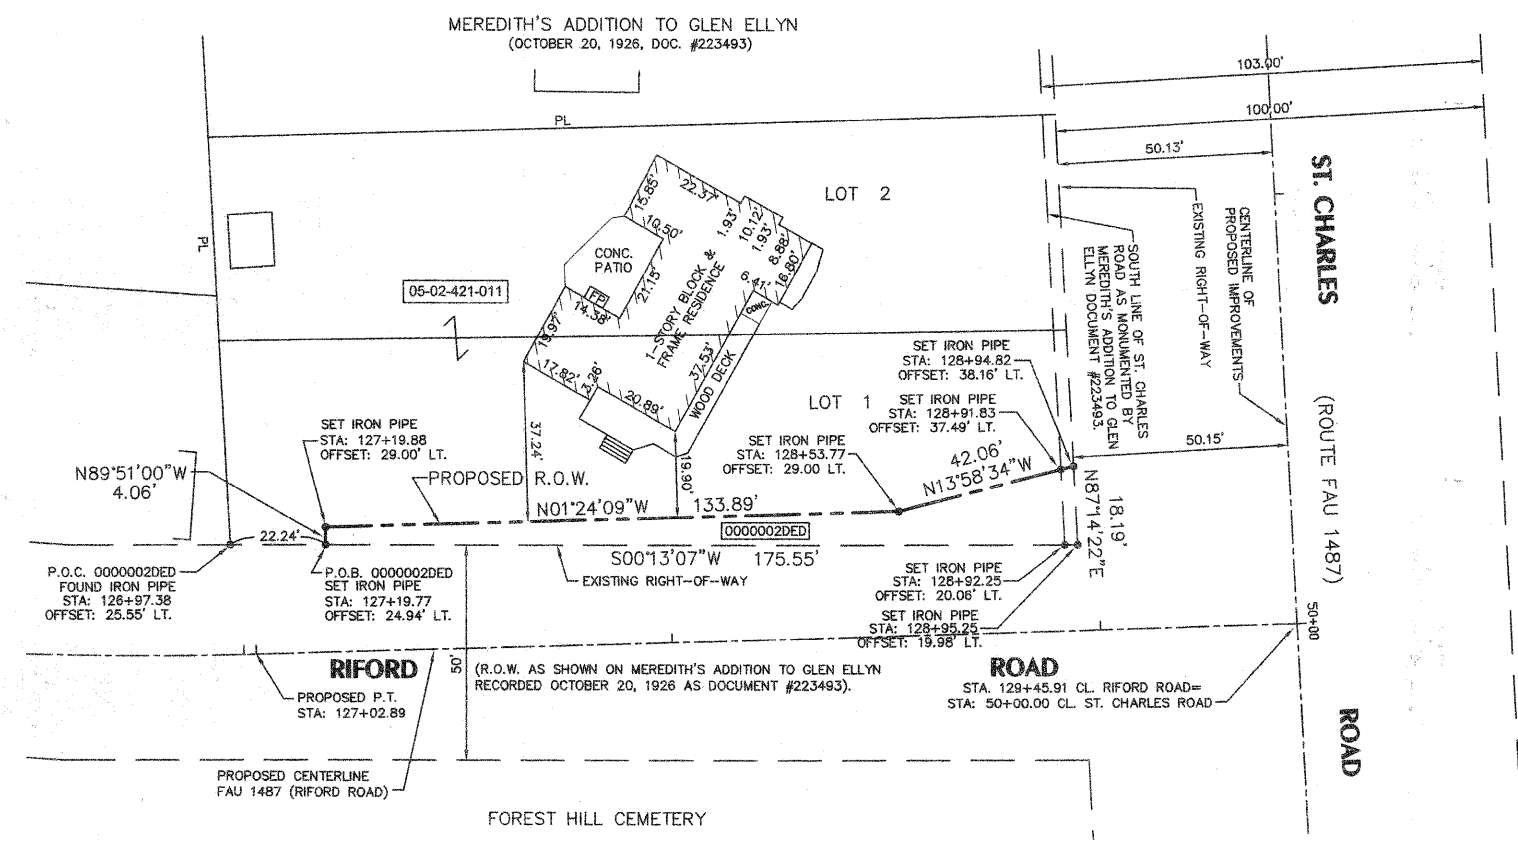 MEREDITH'S ADDITION TO GLEN ELLYN
(OCTOBER 20, 1926, DOC. #223493)
103.00'
100.00'
50.13'
PL
PL
LOT 2
15.85'
22.37'
10.50'
1.93'
10.12'
1.93'
8.88'
16.80'
6.41'
CONC.
PATIO
FP
14.38'
21.15'
1-STORY BLOCK &
FRAME RESIDENCE
CONC.
19.97'
17.82'
3.26'
20.89'
37.53'
WOOD DECK
05-02-421-011
ST. CHARLES
(ROUTE FAU 1487)
ROAD
CENTERLINE OF
PROPOSED IMPROVEMENTS
EXISTING RIGHT-OF-WAY
SOUTH LINE OF ST. CHARLES
ROAD AS MONUMENTED BY
MEREDITH'S ADDITION TO GLEN
ELLYN DOCUMENT #223493.
SET IRON PIPE
STA: 128+94.82
OFFSET: 38.16' LT.
LOT 1
SET IRON PIPE
STA: 128+91.83
OFFSET: 37.49' LT.
50.15'
SET IRON PIPE
STA: 127+19.88
OFFSET: 29.00' LT.
37.24'
19.90'
SET IRON PIPE
STA: 128+53.77
OFFSET: 29.00 LT.
42.06'
N13°58'34"W
N89°51'00"W
4.06'
PROPOSED R.O.W.
N01°24'09"W
133.89'
0000002DED
18.19'
N87°14'22"E
22.24'
S00°13'07"W 175.55'
EXISTING RIGHT-OF-WAY
P.O.C. 0000002DED
FOUND IRON PIPE
STA: 126+97.38
OFFSET: 25.55' LT.
P.O.B. 0000002DED
SET IRON PIPE
STA: 127+19.77
OFFSET: 24.94' LT.
SET IRON PIPE
STA: 128+92.25
OFFSET: 20.06' LT.
SET IRON PIPE
STA: 128+95.25
OFFSET: 19.98' LT.
50+00
RIFORD
ROAD
50'
(R.O.W. AS SHOWN ON MEREDITH'S ADDITION TO GLEN ELLYN
RECORDED OCTOBER 20, 1926 AS DOCUMENT #223493).
STA. 129+45.91 CL. RIFORD ROAD=
STA: 50+00.00 CL. ST. CHARLES ROAD
PROPOSED P.T.
STA: 127+02.89
PROPOSED CENTERLINE
FAU 1487 (RIFORD ROAD)
FOREST HILL CEMETERY